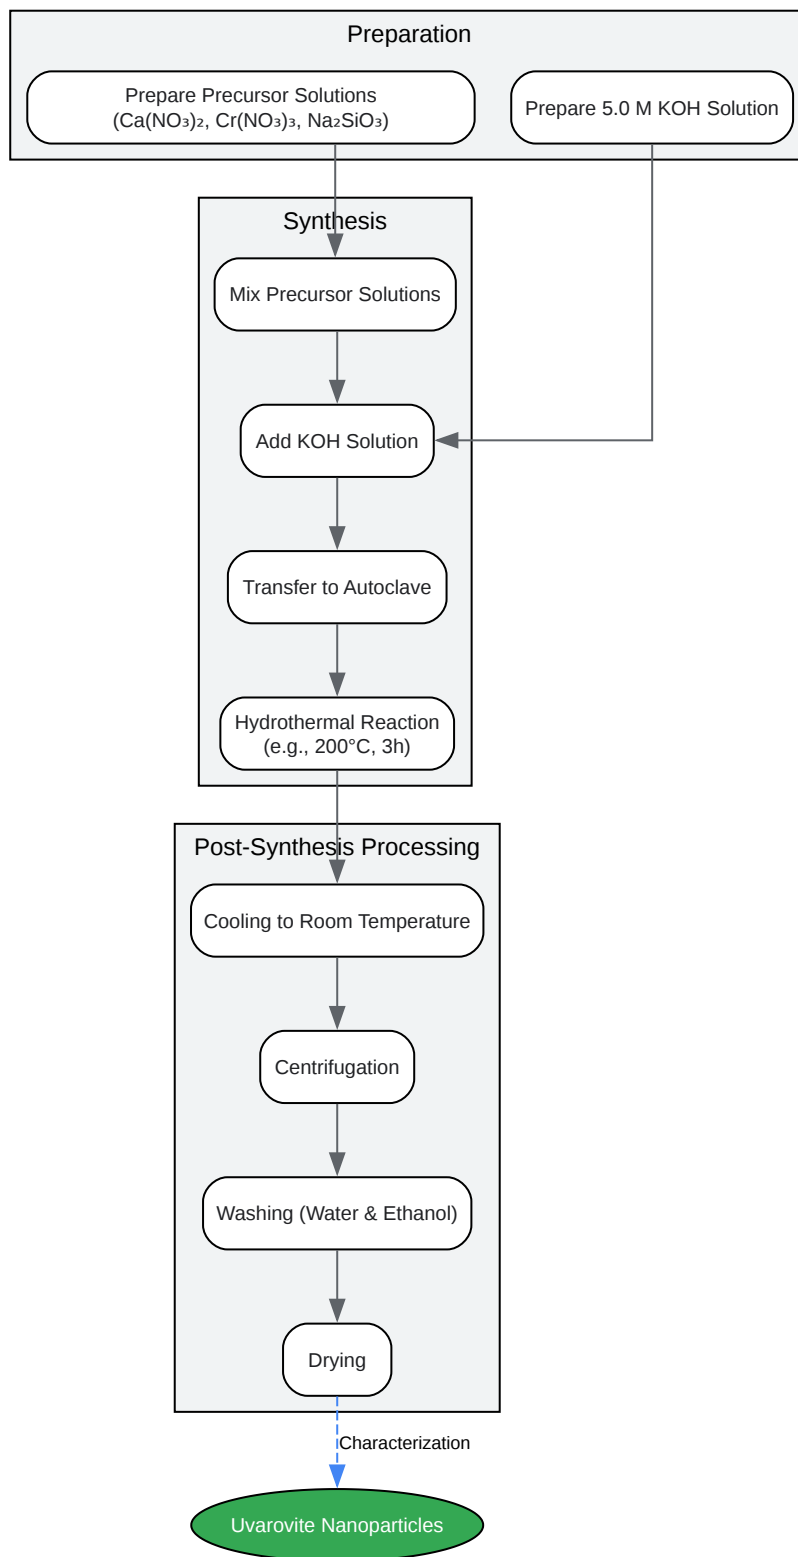 Preparation
Prepare Precursor Solutions
(Ca(NO₃)₂, Cr(NO₃)₃, Na₂SiO₃)
Prepare 5.0 M KOH Solution
Synthesis
Mix Precursor Solutions
Add KOH Solution
Transfer to Autoclave
Hydrothermal Reaction
(e.g., 200°C, 3h)
Post-Synthesis Processing
Cooling to Room Temperature
Centrifugation
Washing (Water & Ethanol)
Drying
Characterization
Uvarovite Nanoparticles